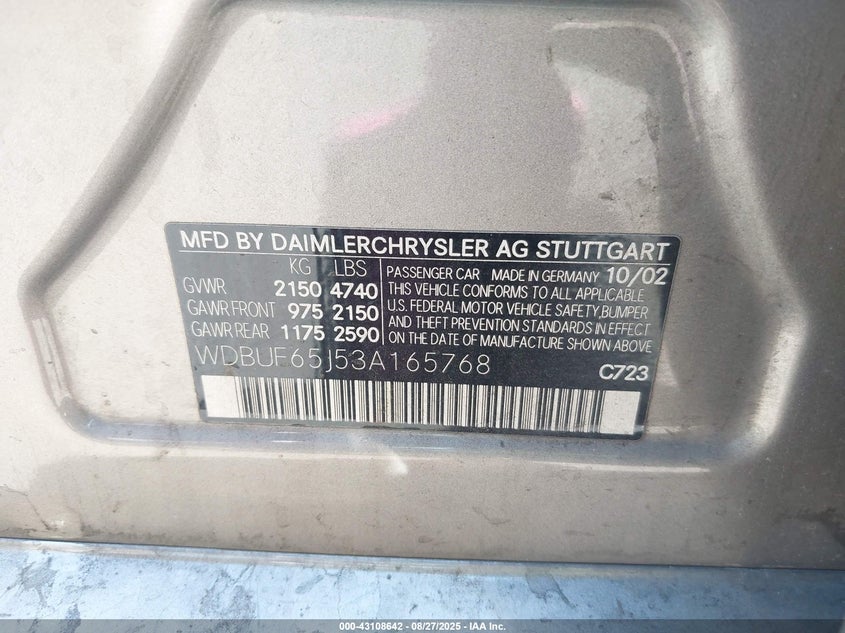 MFD BY DAIMLERCHRYSLER AG STUTTGART
KG LBS
GVWR 2150 4740
GAWR FRONT 975 2150
GAWR REAR 1175 2590
PASSENGER CAR MADE IN GERMANY 10/02
THIS VEHICLE CONFORMS TO ALL APPLICABLE
U.S. FEDERAL MOTOR VEHICLE SAFETY,BUMPER
AND THEFT PREVENTION STANDARDS IN EFFECT
ON THE DATE OF MANUFACTURE SHOWN ABOVE.
WDBUF65J53A165768
C723
000-43108642 - 08/27/2025 - IAA Inc.